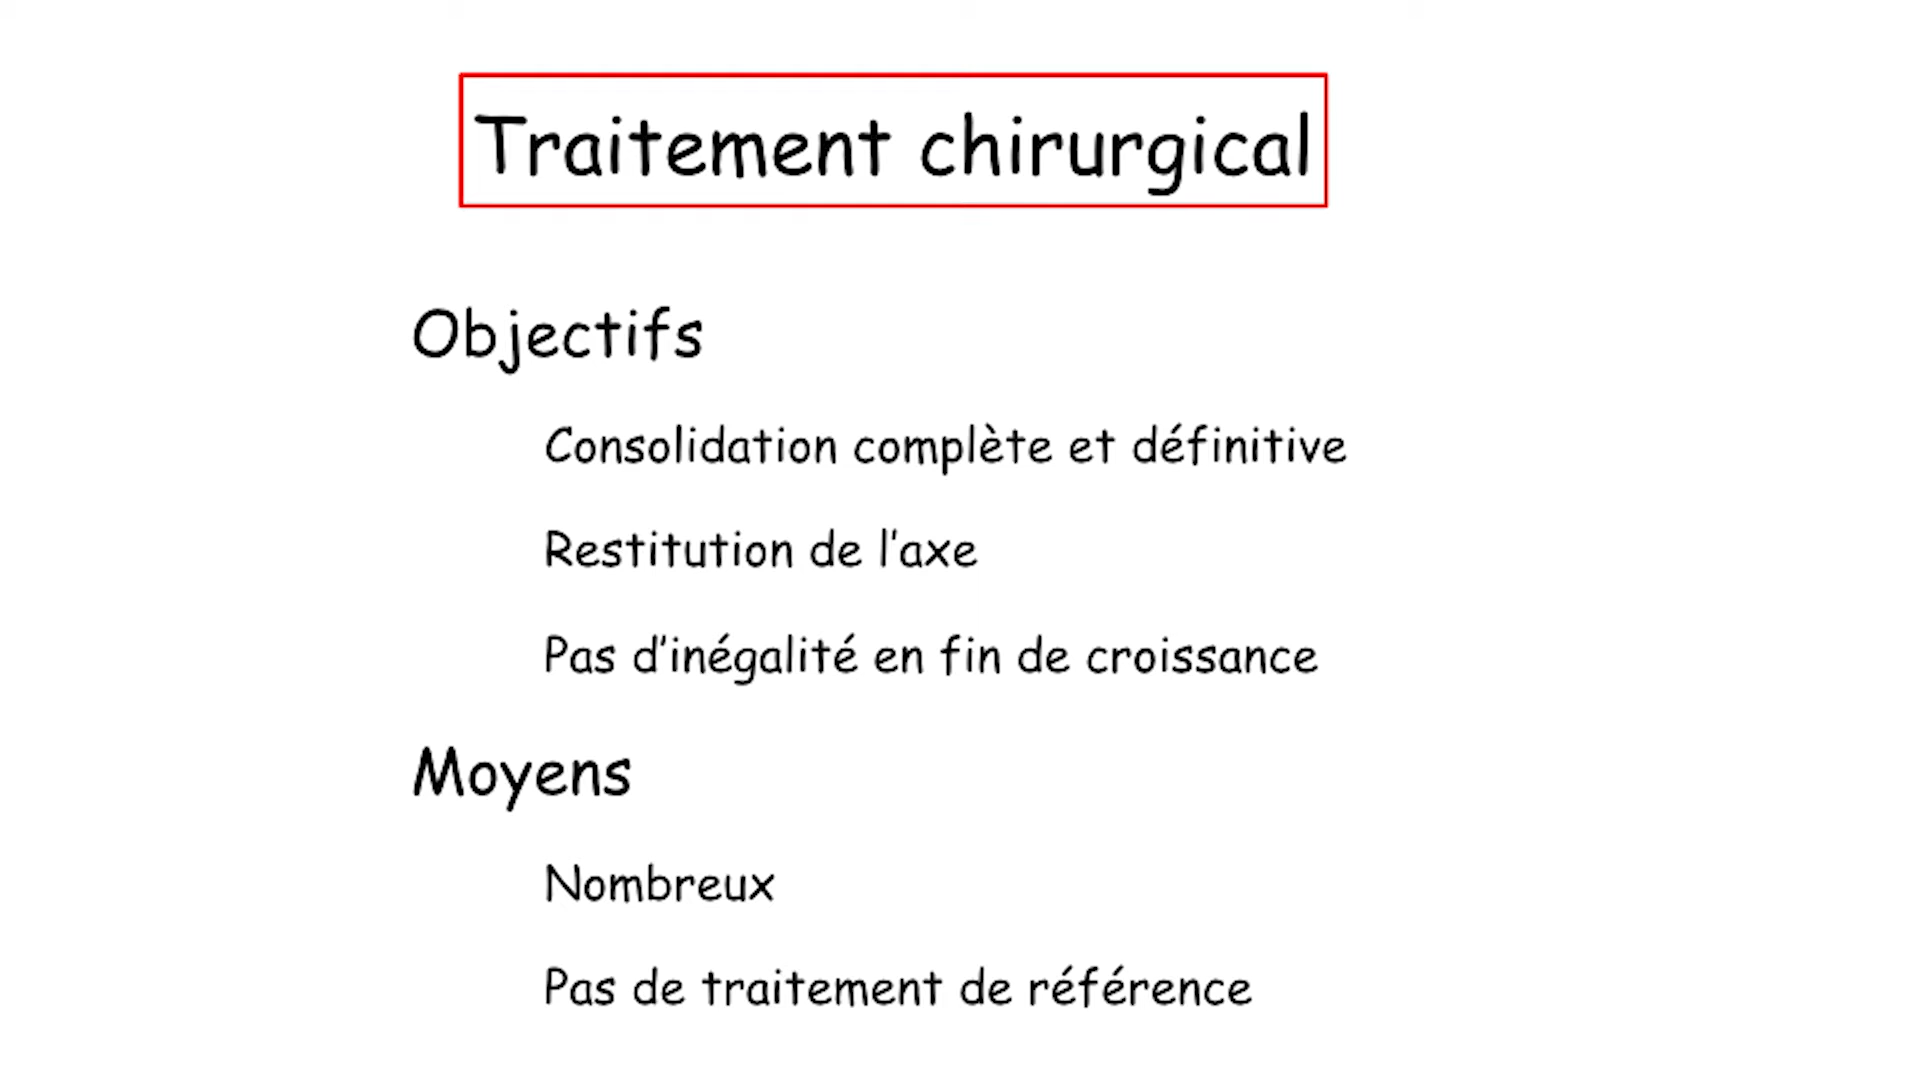 Traitement chirurgical
Objectifs
Consolidation complète et définitive
Restitution de l'axe
Pas d'inégalité en fin de croissance
Moyens
Nombreux
Pas de traitement de référence